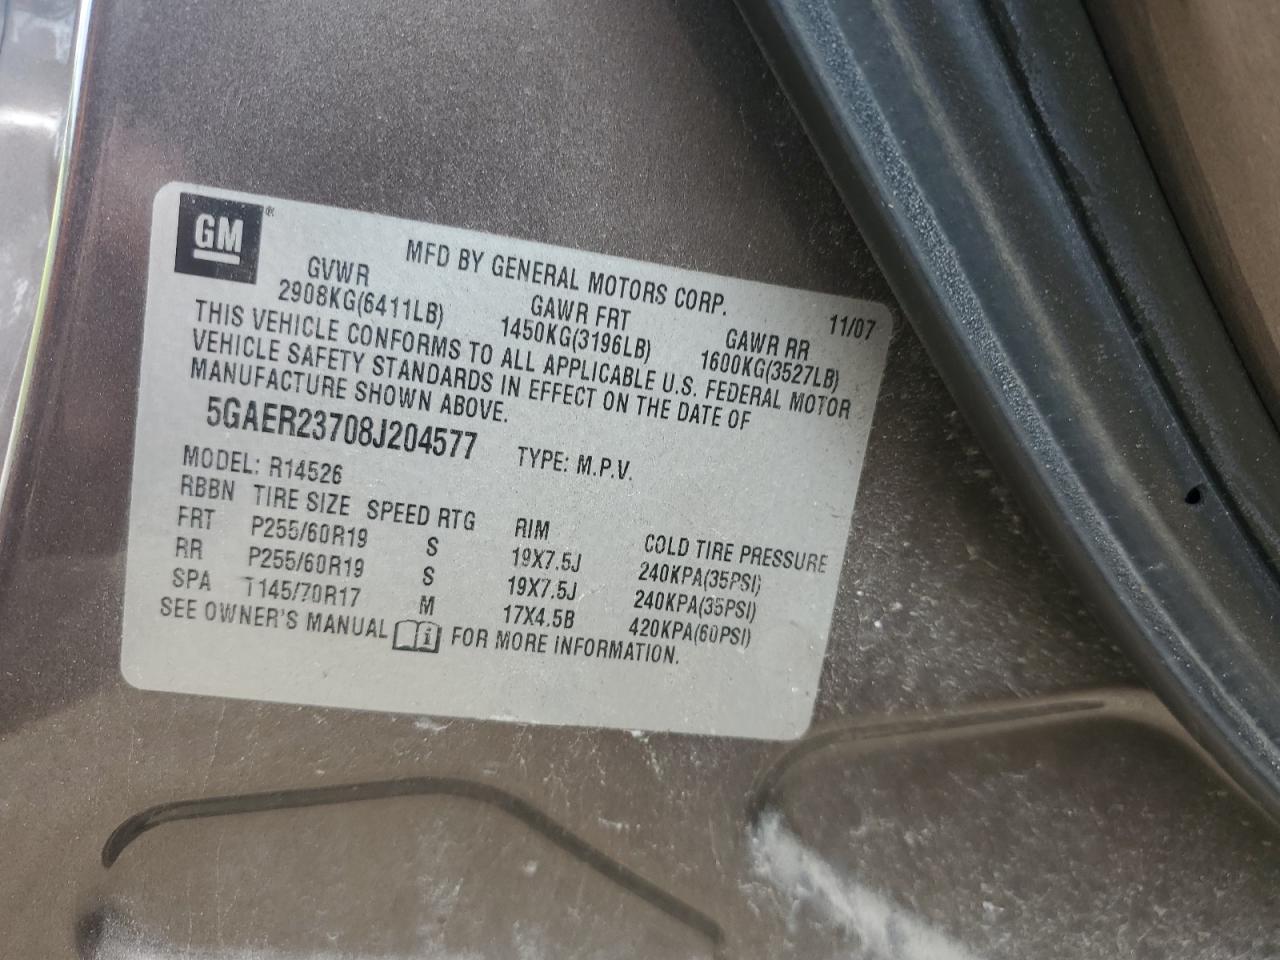 GM®
MFD BY GENERAL MOTORS CORP. 11/07
GVWR GAWR FRT GAWR RR
2908KG(6411LB) 1450KG(3196LB) 1600KG(3527LB)
THIS VEHICLE CONFORMS TO ALL APPLICABLE U.S. FEDERAL MOTOR
VEHICLE SAFETY STANDARDS IN EFFECT ON THE DATE OF
MANUFACTURE SHOWN ABOVE.
5GAER23708J204577 TYPE: M.P.V.
MODEL: R14526
RBBN TIRE SIZE SPEED RTG RIM COLD TIRE PRESSURE
FRT P255/60R19 S 19X7.5J 240KPA(35PSI)
RR P255/60R19 S 19X7.5J 240KPA(35PSI)
SPA T145/70R17 M 17X4.5B 420KPA(60PSI)
SEE OWNER'S MANUAL i FOR MORE INFORMATION.